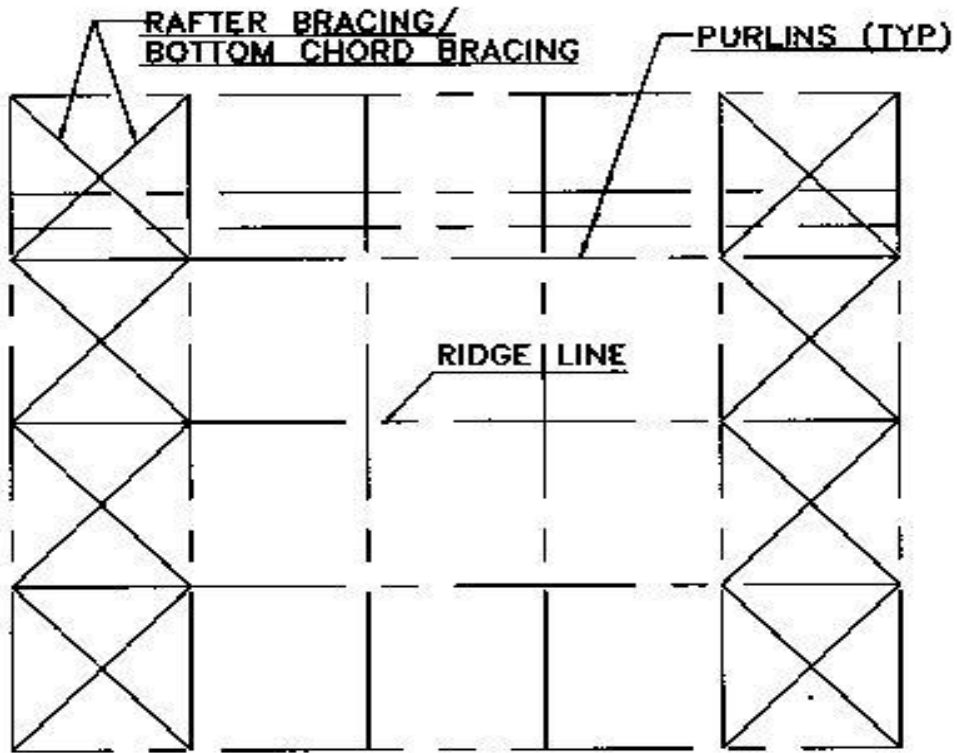 RAFTER BRACING/
BOTTOM CHORD BRACING
PURLINS (TYP)
RIDGE LINE